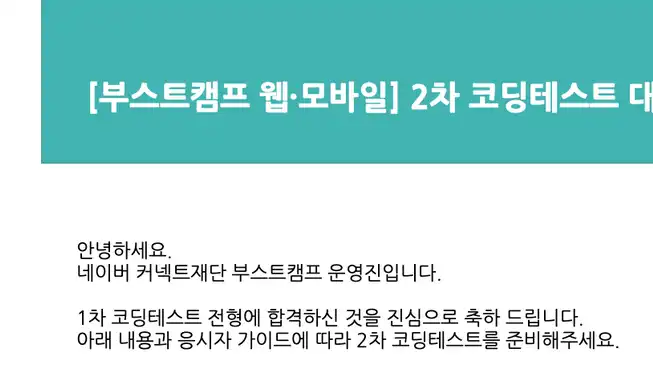 [부스트캠프 웹·모바일] 2차 코딩테스트 대
안녕하세요.
네이버 커넥트재단 부스트캠프 운영진입니다.
1차 코딩테스트 전형에 합격하신 것을 진심으로 축하 드립니다.
아래 내용과 응시자 가이드에 따라 2차 코딩테스트를 준비해주세요.